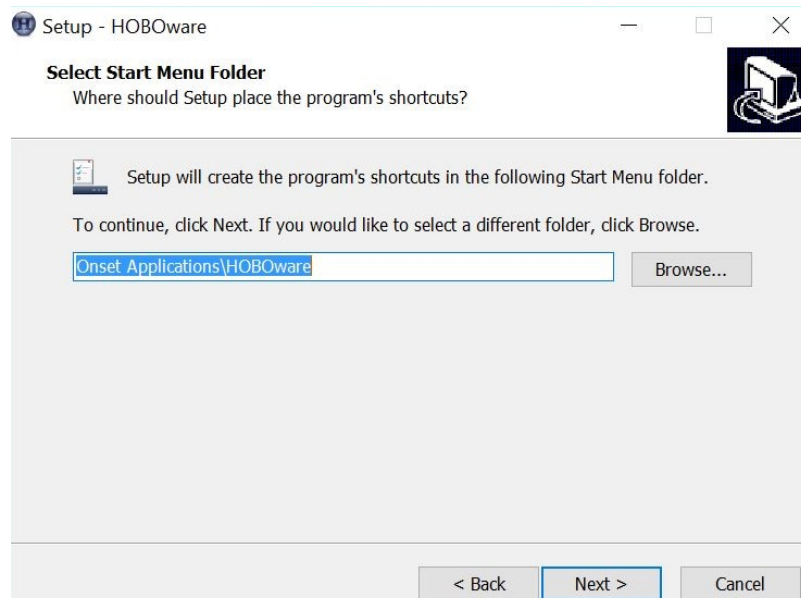 Setup - HOBOware
Select Start Menu Folder
Where should Setup place the program's shortcuts?
Setup will create the program's shortcuts in the following Start Menu folder.
To continue, click Next. If you would like to select a different folder, click Browse.
Onset Applications\HOBOware
Browse...
< Back
Next >
Cancel